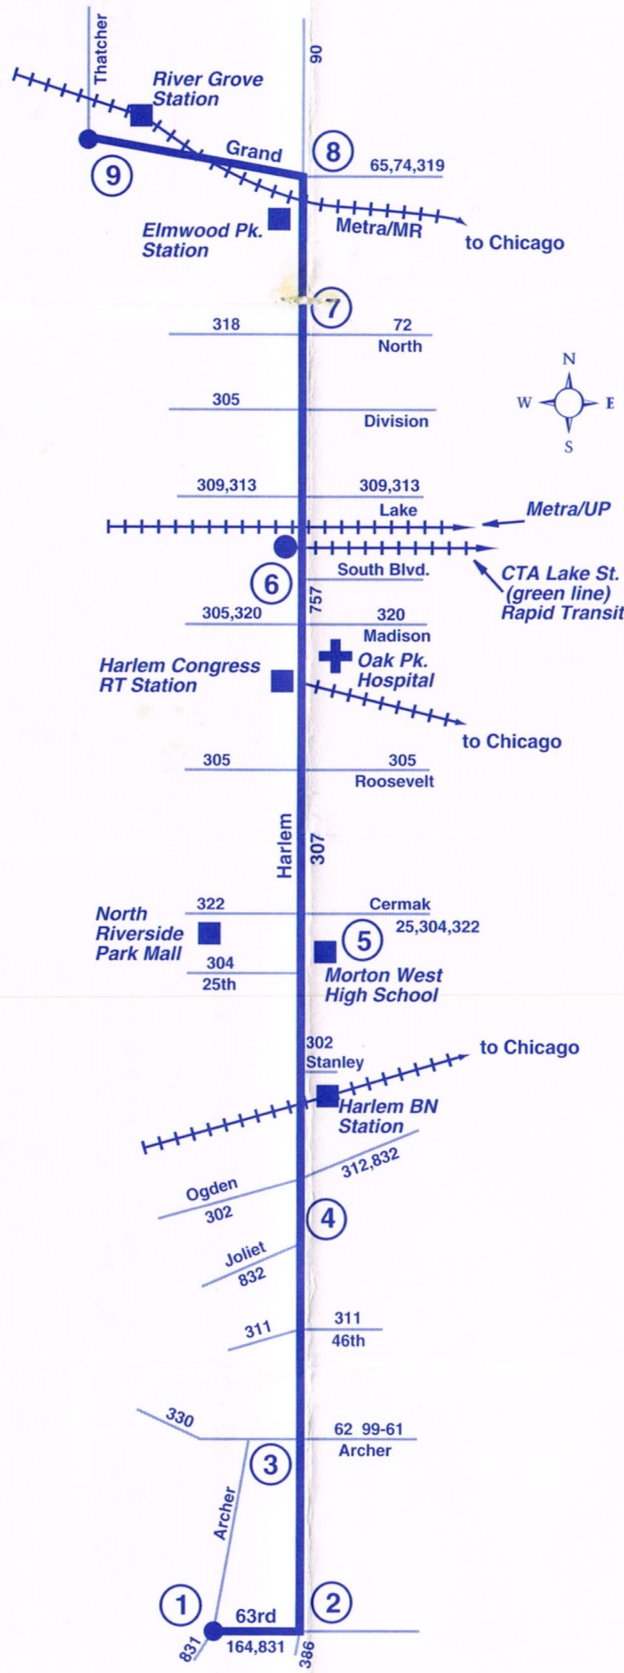 Thatcher
90
River Grove
Station
Grand
8
9
65,74,319
Elmwood Pk.
Station
Metra/MR
to Chicago
7
318
72
North
N
W
E
S
305
Division
309,313
309,313
Lake
Metra/UP
6
South Blvd.
CTA Lake St.
(green line)
Rapid Transit
757
305,320
320
Madison
Harlem Congress
RT Station
Oak Pk.
Hospital
to Chicago
305
305
Roosevelt
Harlem
307
322
Cermak
25,304,322
North
Riverside
Park Mall
5
304
25th
Morton West
High School
302
Stanley
to Chicago
Harlem BN
Station
312,832
Ogden
302
4
Joliet
832
311
311
46th
330
62 99-61
Archer
3
Archer
1
63rd
2
831
164,831
386